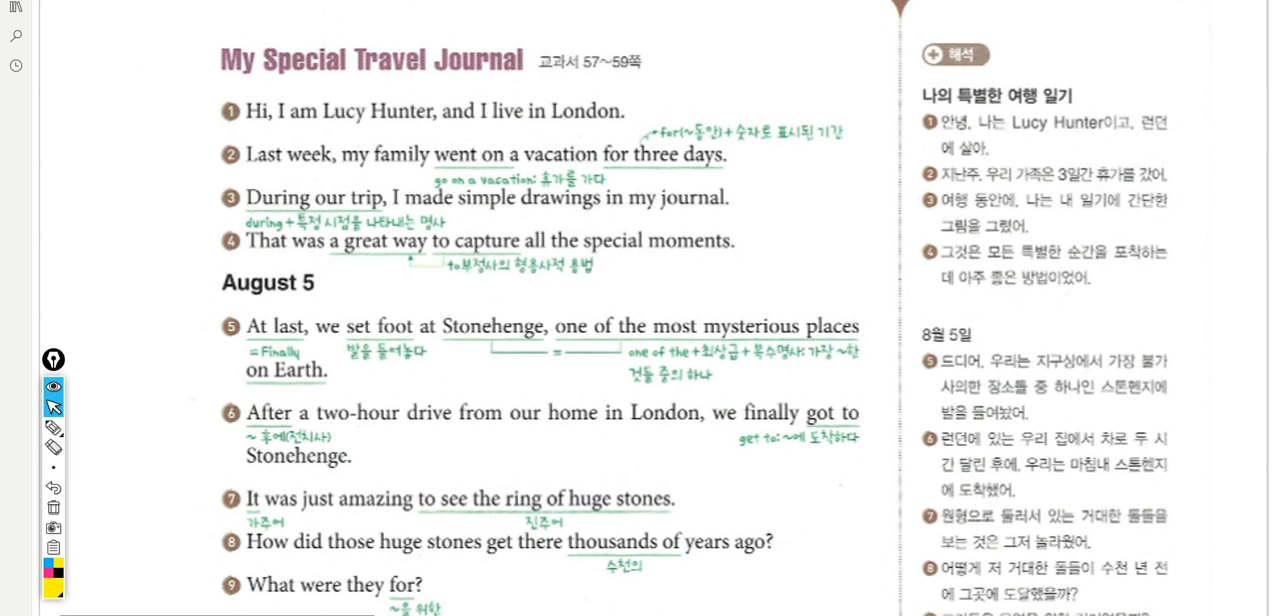 My Special Travel Journal 교과서 57~59쪽
1 Hi, I am Lucy Hunter, and I live in London.
for(~동안)+숫자로 표시된 기간
2 Last week, my family went on a vacation for three days.
go on a vacation: 휴가를 가다
3 During our trip, I made simple drawings in my journal.
during + 특정 시점을 나타내는 명사
4 That was a great way to capture all the special moments.
to부정사의 형용사적 용법
August 5
5 At last, we set foot at Stonehenge, one of the most mysterious places
= Finally 발을 들여놓다 = one of the+최상급+복수명사: 가장 ~한
on Earth. 것들 중의 하나
6 After a two-hour drive from our home in London, we finally got to
~ 후에(전치사) get to: ~에 도착하다
Stonehenge.
7 It was just amazing to see the ring of huge stones.
가주어 진주어
8 How did those huge stones get there thousands of years ago?
수천의
9 What were they for?
~을 위한
+ 해석
나의 특별한 여행 일기
1 안녕, 나는 Lucy Hunter이고, 런던
에 살아.
2 지난주, 우리 가족은 3일간 휴가를 갔어.
3 여행 동안에, 나는 내 일기에 간단한
그림을 그렸어.
4 그것은 모든 특별한 순간을 포착하는
데 아주 좋은 방법이었어.
8월 5일
5 드디어, 우리는 지구상에서 가장 불가
사의한 장소들 중 하나인 스톤헨지에
발을 들여놨어.
6 런던에 있는 우리 집에서 차로 두 시
간 달린 후에, 우리는 마침내 스톤헨지
에 도착했어.
7 원형으로 둘러서 있는 거대한 돌들을
보는 것은 그저 놀라웠어.
8 어떻게 저 거대한 돌들이 수천 년 전
에 그곳에 도달했을까?